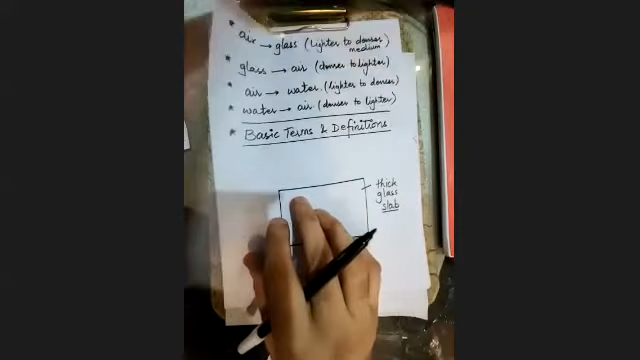 * air → glass (lighter to denser medium)
* glass → air (denser to lighter)
* air → water. (lighter to denser)
* water → air. (denser to lighter)
* Basic Terms & Definitions
thick
glass
slab